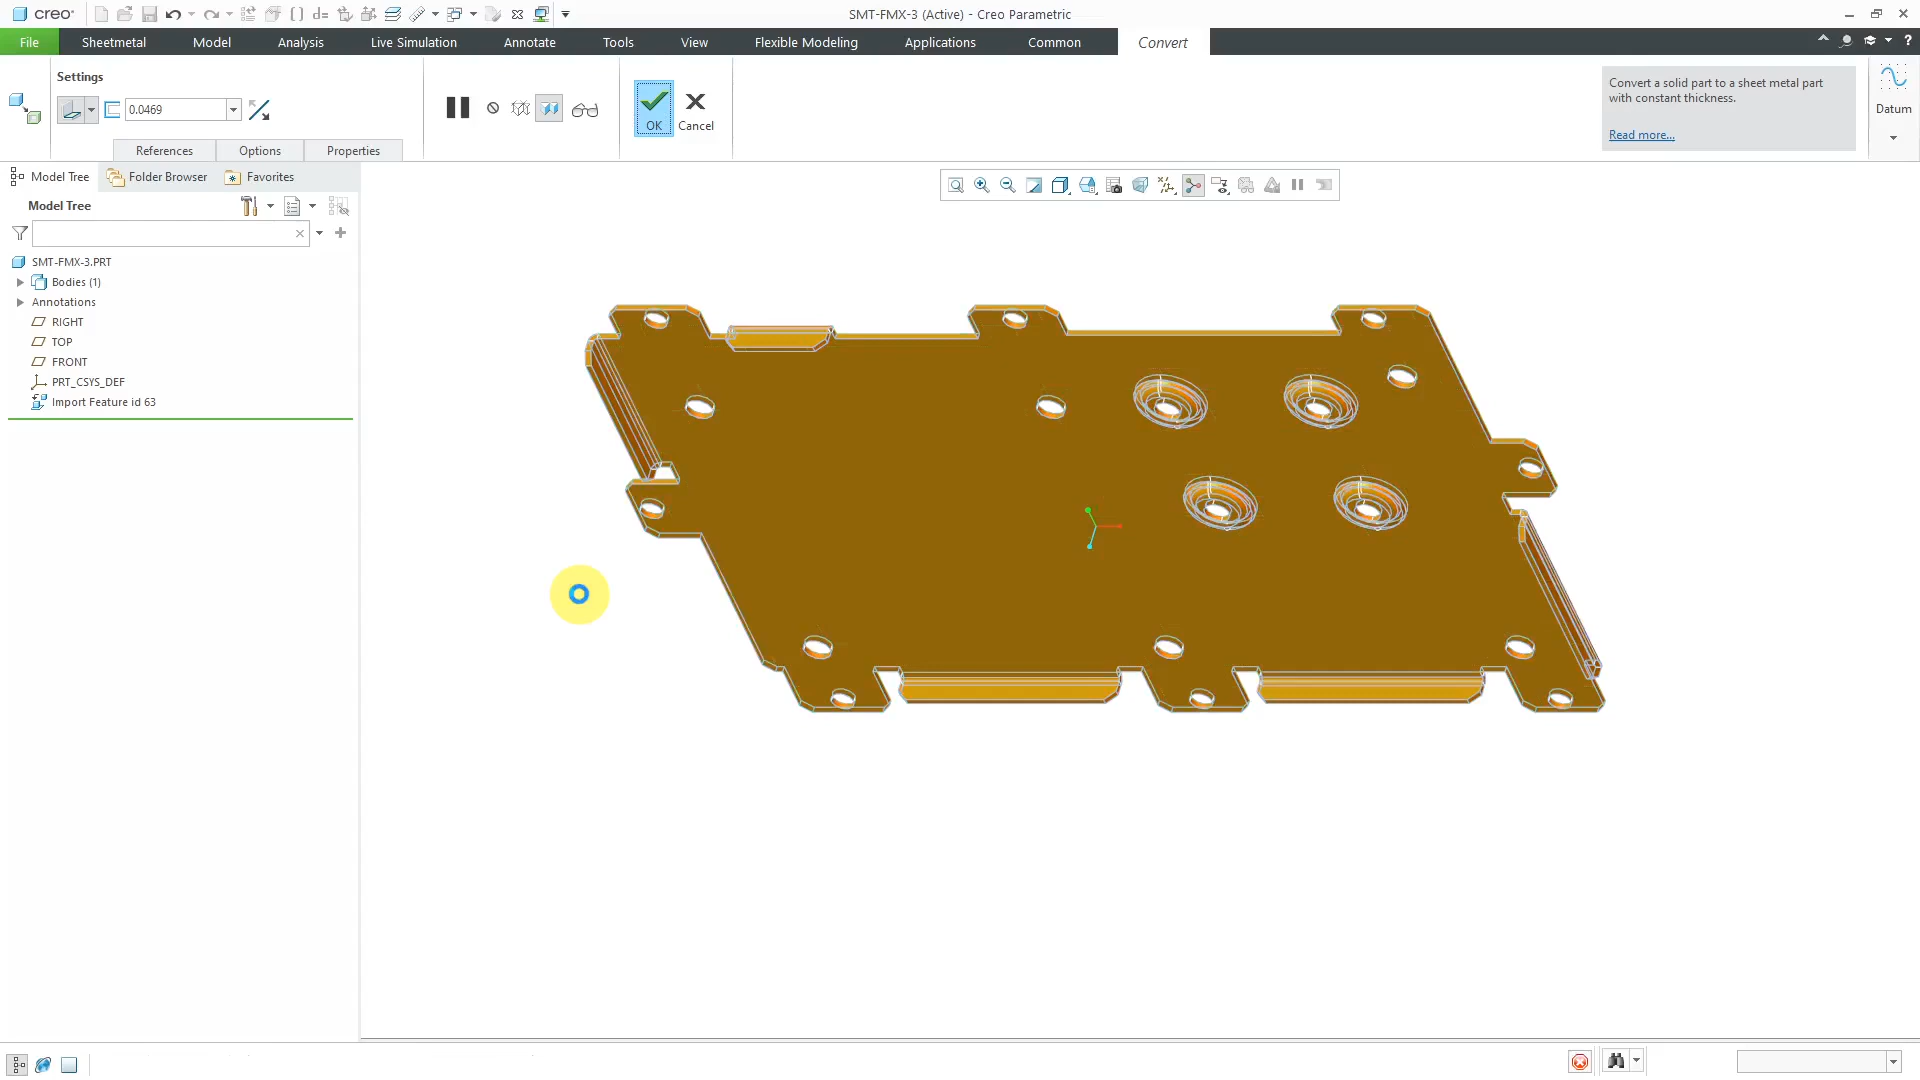 creo
SMT-FMX-3 (Active) - Creo Parametric
File
Sheetmetal
Model
Analysis
Live Simulation
Annotate
Tools
View
Flexible Modeling
Applications
Common
Convert
Settings
0.0469
References
Options
Properties
OK
Cancel
Convert a solid part to a sheet metal part
with constant thickness.
Read more...
Datum
Model Tree
Folder Browser
Favorites
Model Tree
SMT-FMX-3.PRT
Bodies (1)
Annotations
RIGHT
TOP
FRONT
PRT_CSYS_DEF
Import Feature id 63